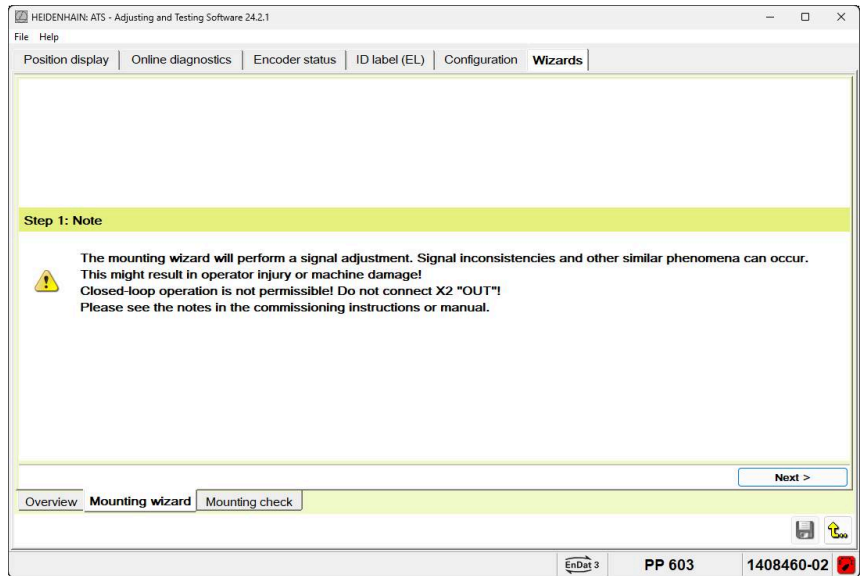 HEIDENHAIN: ATS - Adjusting and Testing Software 24.2.1
File Help
Position display Online diagnostics Encoder status ID label (EL) Configuration Wizards
Step 1: Note
The mounting wizard will perform a signal adjustment. Signal inconsistencies and other similar phenomena can occur.
This might result in operator injury or machine damage!
Closed-loop operation is not permissible! Do not connect X2 "OUT"!
Please see the notes in the commissioning instructions or manual.
Next >
Overview Mounting wizard Mounting check
EnDat 3 PP 603 1408460-02